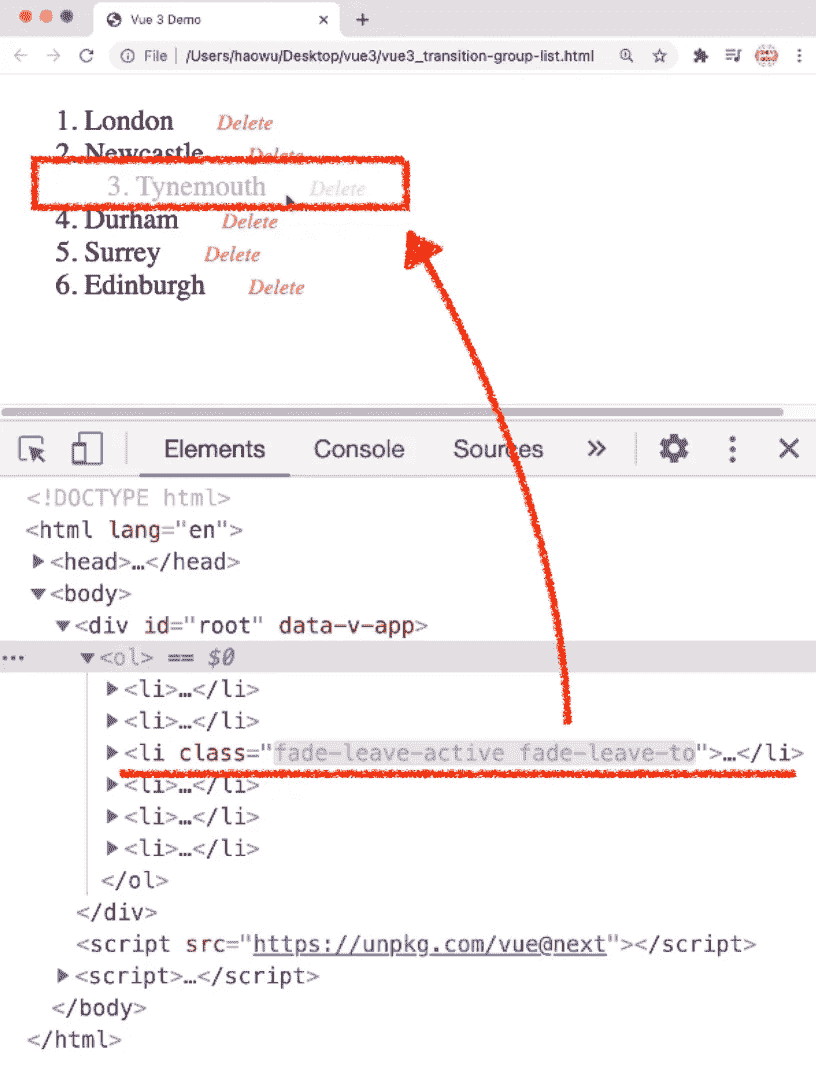 Vue 3 Demo
File | /Users/haowu/Desktop/vue3/vue3_transition-group-list.html
1. London Delete
2. Newcastle Delete
3. Tynemouth Delete
4. Durham Delete
5. Surrey Delete
6. Edinburgh Delete
Elements Console Sources »
<!DOCTYPE html>
<html lang="en">
▶<head>…</head>
▼<body>
▼<div id="root" data-v-app>
… ▼<ol> == $0
▶<li>…</li>
▶<li>…</li>
▶<li class="fade-leave-active fade-leave-to">…</li>
▶<li>…</li>
▶<li>…</li>
▶<li>…</li>
</ol>
</div>
<script src="https://unpkg.com/vue@next"></script>
▶<script>…</script>
</body>
</html>